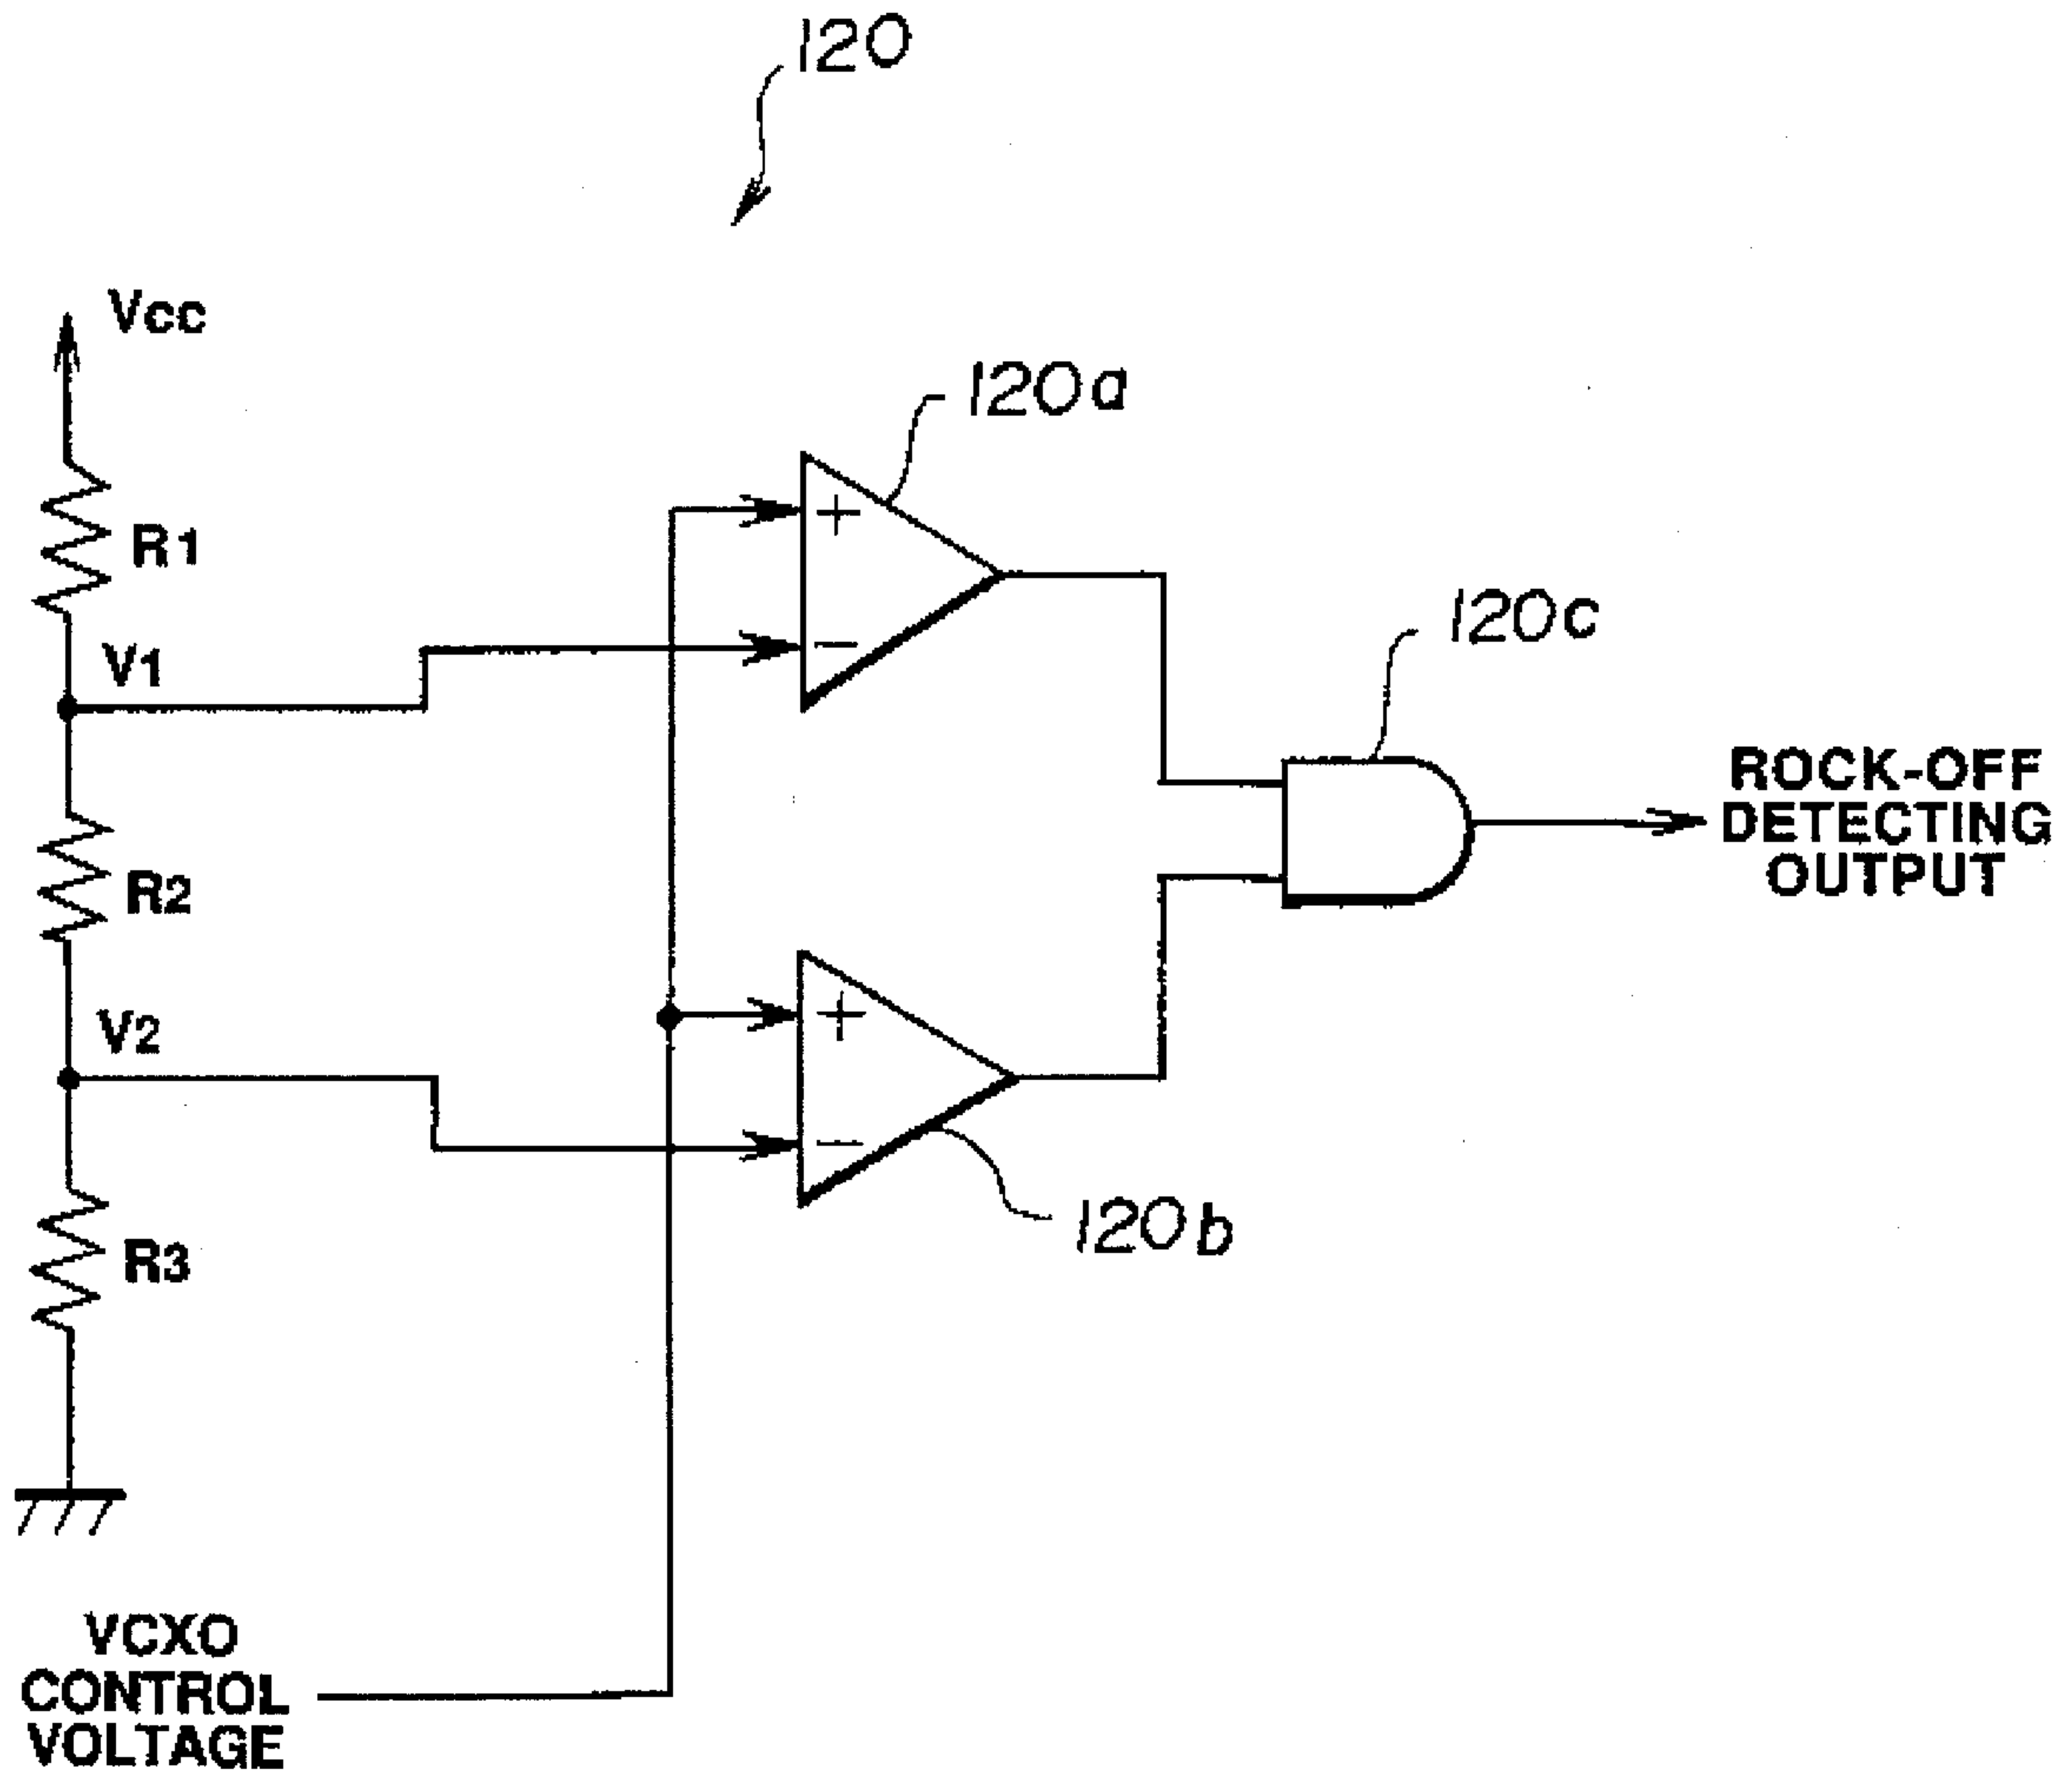 120
Vcc
120a
+
R1
120c
V1
−
ROCK-OFF
DETECTING
OUTPUT
R2
+
V2
−
120b
R3
VCXO
CONTROL
VOLTAGE